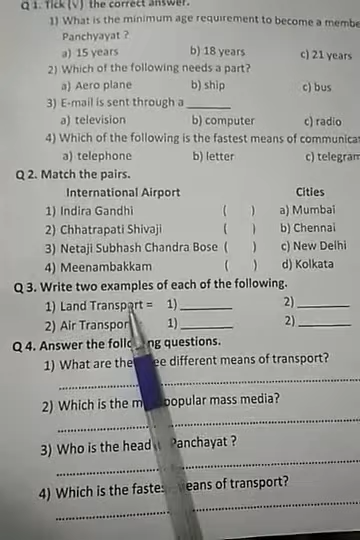 Q 1. Tick (√) the correct answer.
1) What is the minimum age requirement to become a membe
Panchyayat ?
a) 15 years b) 18 years c) 21 years
2) Which of the following needs a part?
a) Aero plane b) ship c) bus
3) E-mail is sent through a ______
a) television b) computer c) radio
4) Which of the following is the fastest means of communica
a) telephone b) letter c) telegram
Q 2. Match the pairs.
International Airport Cities
1) Indira Gandhi ( ) a) Mumbai
2) Chhatrapati Shivaji ( ) b) Chennai
3) Netaji Subhash Chandra Bose ( ) c) New Delhi
4) Meenambakkam ( ) d) Kolkata
Q 3. Write two examples of each of the following.
1) Land Transport = 1)________ 2)________
2) Air Transpor 1)________ 2)________
Q 4. Answer the follo ng questions.
1) What are the ee different means of transport?
2) Which is the m popular mass media?
3) Who is the head Panchayat ?
4) Which is the fastes eans of transport?